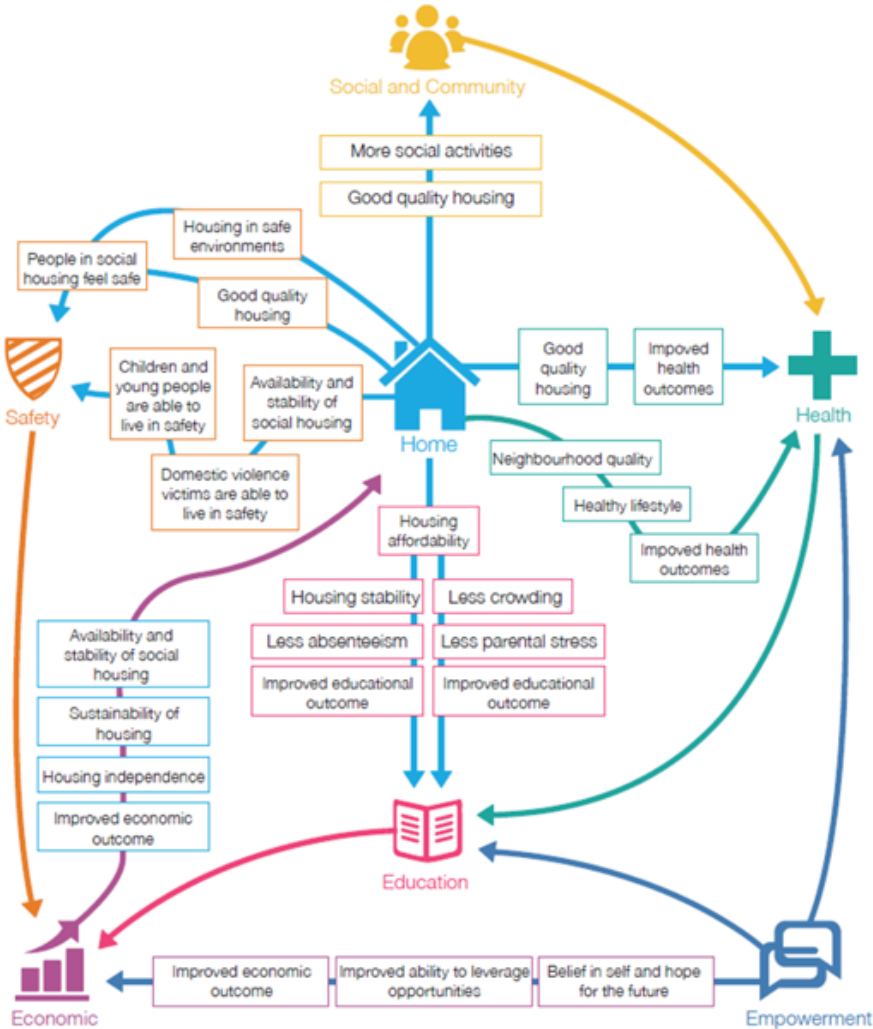 Social and Community
More social activities
Good quality housing
Housing in safe
environments
People in social
housing feel safe
Good quality
housing
Safety
Children and
young people
are able to
live in safety
Availability and
stability of
social housing
Domestic violence
victims are able to
live in safety
Home
Good
quality
housing
Impoved
health
outcomes
Health
Neighbourhood quality
Healthy lifestyle
Impoved health
outcomes
Housing
affordability
Housing stability
Less absenteeism
Improved educational
outcome
Less crowding
Less parental stress
Improved educational
outcome
Availability and
stability of social
housing
Sustainability of
housing
Housing independence
Improved economic
outcome
Education
Economic
Improved economic
outcome
Improved ability to leverage
opportunities
Belief in self and hope
for the future
Empowerment